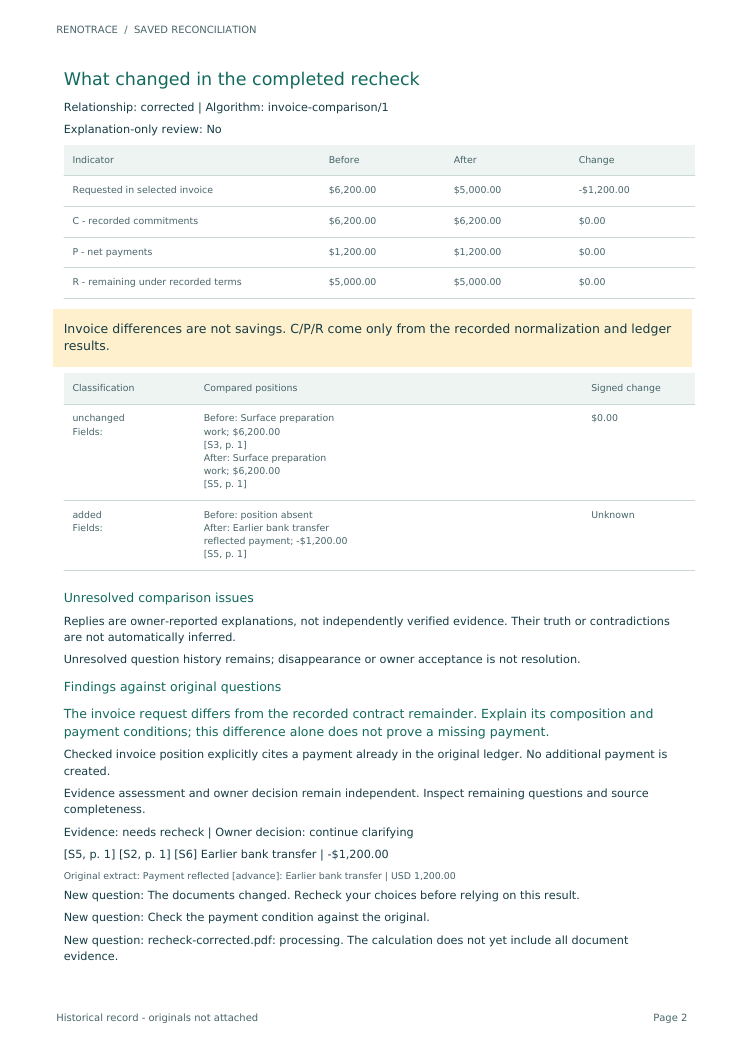 RENOTRACE / SAVED RECONCILIATION
What changed in the completed recheck
Relationship: corrected | Algorithm: invoice-comparison/1
Explanation-only review: No
Indicator Before After Change
Requested in selected invoice $6,200.00 $5,000.00 -$1,200.00
C - recorded commitments $6,200.00 $6,200.00 $0.00
P - net payments $1,200.00 $1,200.00 $0.00
R - remaining under recorded terms $5,000.00 $5,000.00 $0.00
Invoice differences are not savings. C/P/R come only from the recorded normalization and ledger
results.
Classification Compared positions Signed change
unchanged Before: Surface preparation $0.00
Fields: work; $6,200.00
[S3, p. 1]
After: Surface preparation
work; $6,200.00
[S5, p. 1]
added Before: position absent Unknown
Fields: After: Earlier bank transfer
reflected payment; -$1,200.00
[S5, p. 1]
Unresolved comparison issues
Replies are owner-reported explanations, not independently verified evidence. Their truth or contradictions
are not automatically inferred.
Unresolved question history remains; disappearance or owner acceptance is not resolution.
Findings against original questions
The invoice request differs from the recorded contract remainder. Explain its composition and
payment conditions; this difference alone does not prove a missing payment.
Checked invoice position explicitly cites a payment already in the original ledger. No additional payment is
created.
Evidence assessment and owner decision remain independent. Inspect remaining questions and source
completeness.
Evidence: needs recheck | Owner decision: continue clarifying
[S5, p. 1] [S2, p. 1] [S6] Earlier bank transfer | -$1,200.00
Original extract: Payment reflected [advance]: Earlier bank transfer | USD 1,200.00
New question: The documents changed. Recheck your choices before relying on this result.
New question: Check the payment condition against the original.
New question: recheck-corrected.pdf: processing. The calculation does not yet include all document
evidence.
Historical record - originals not attached Page 2